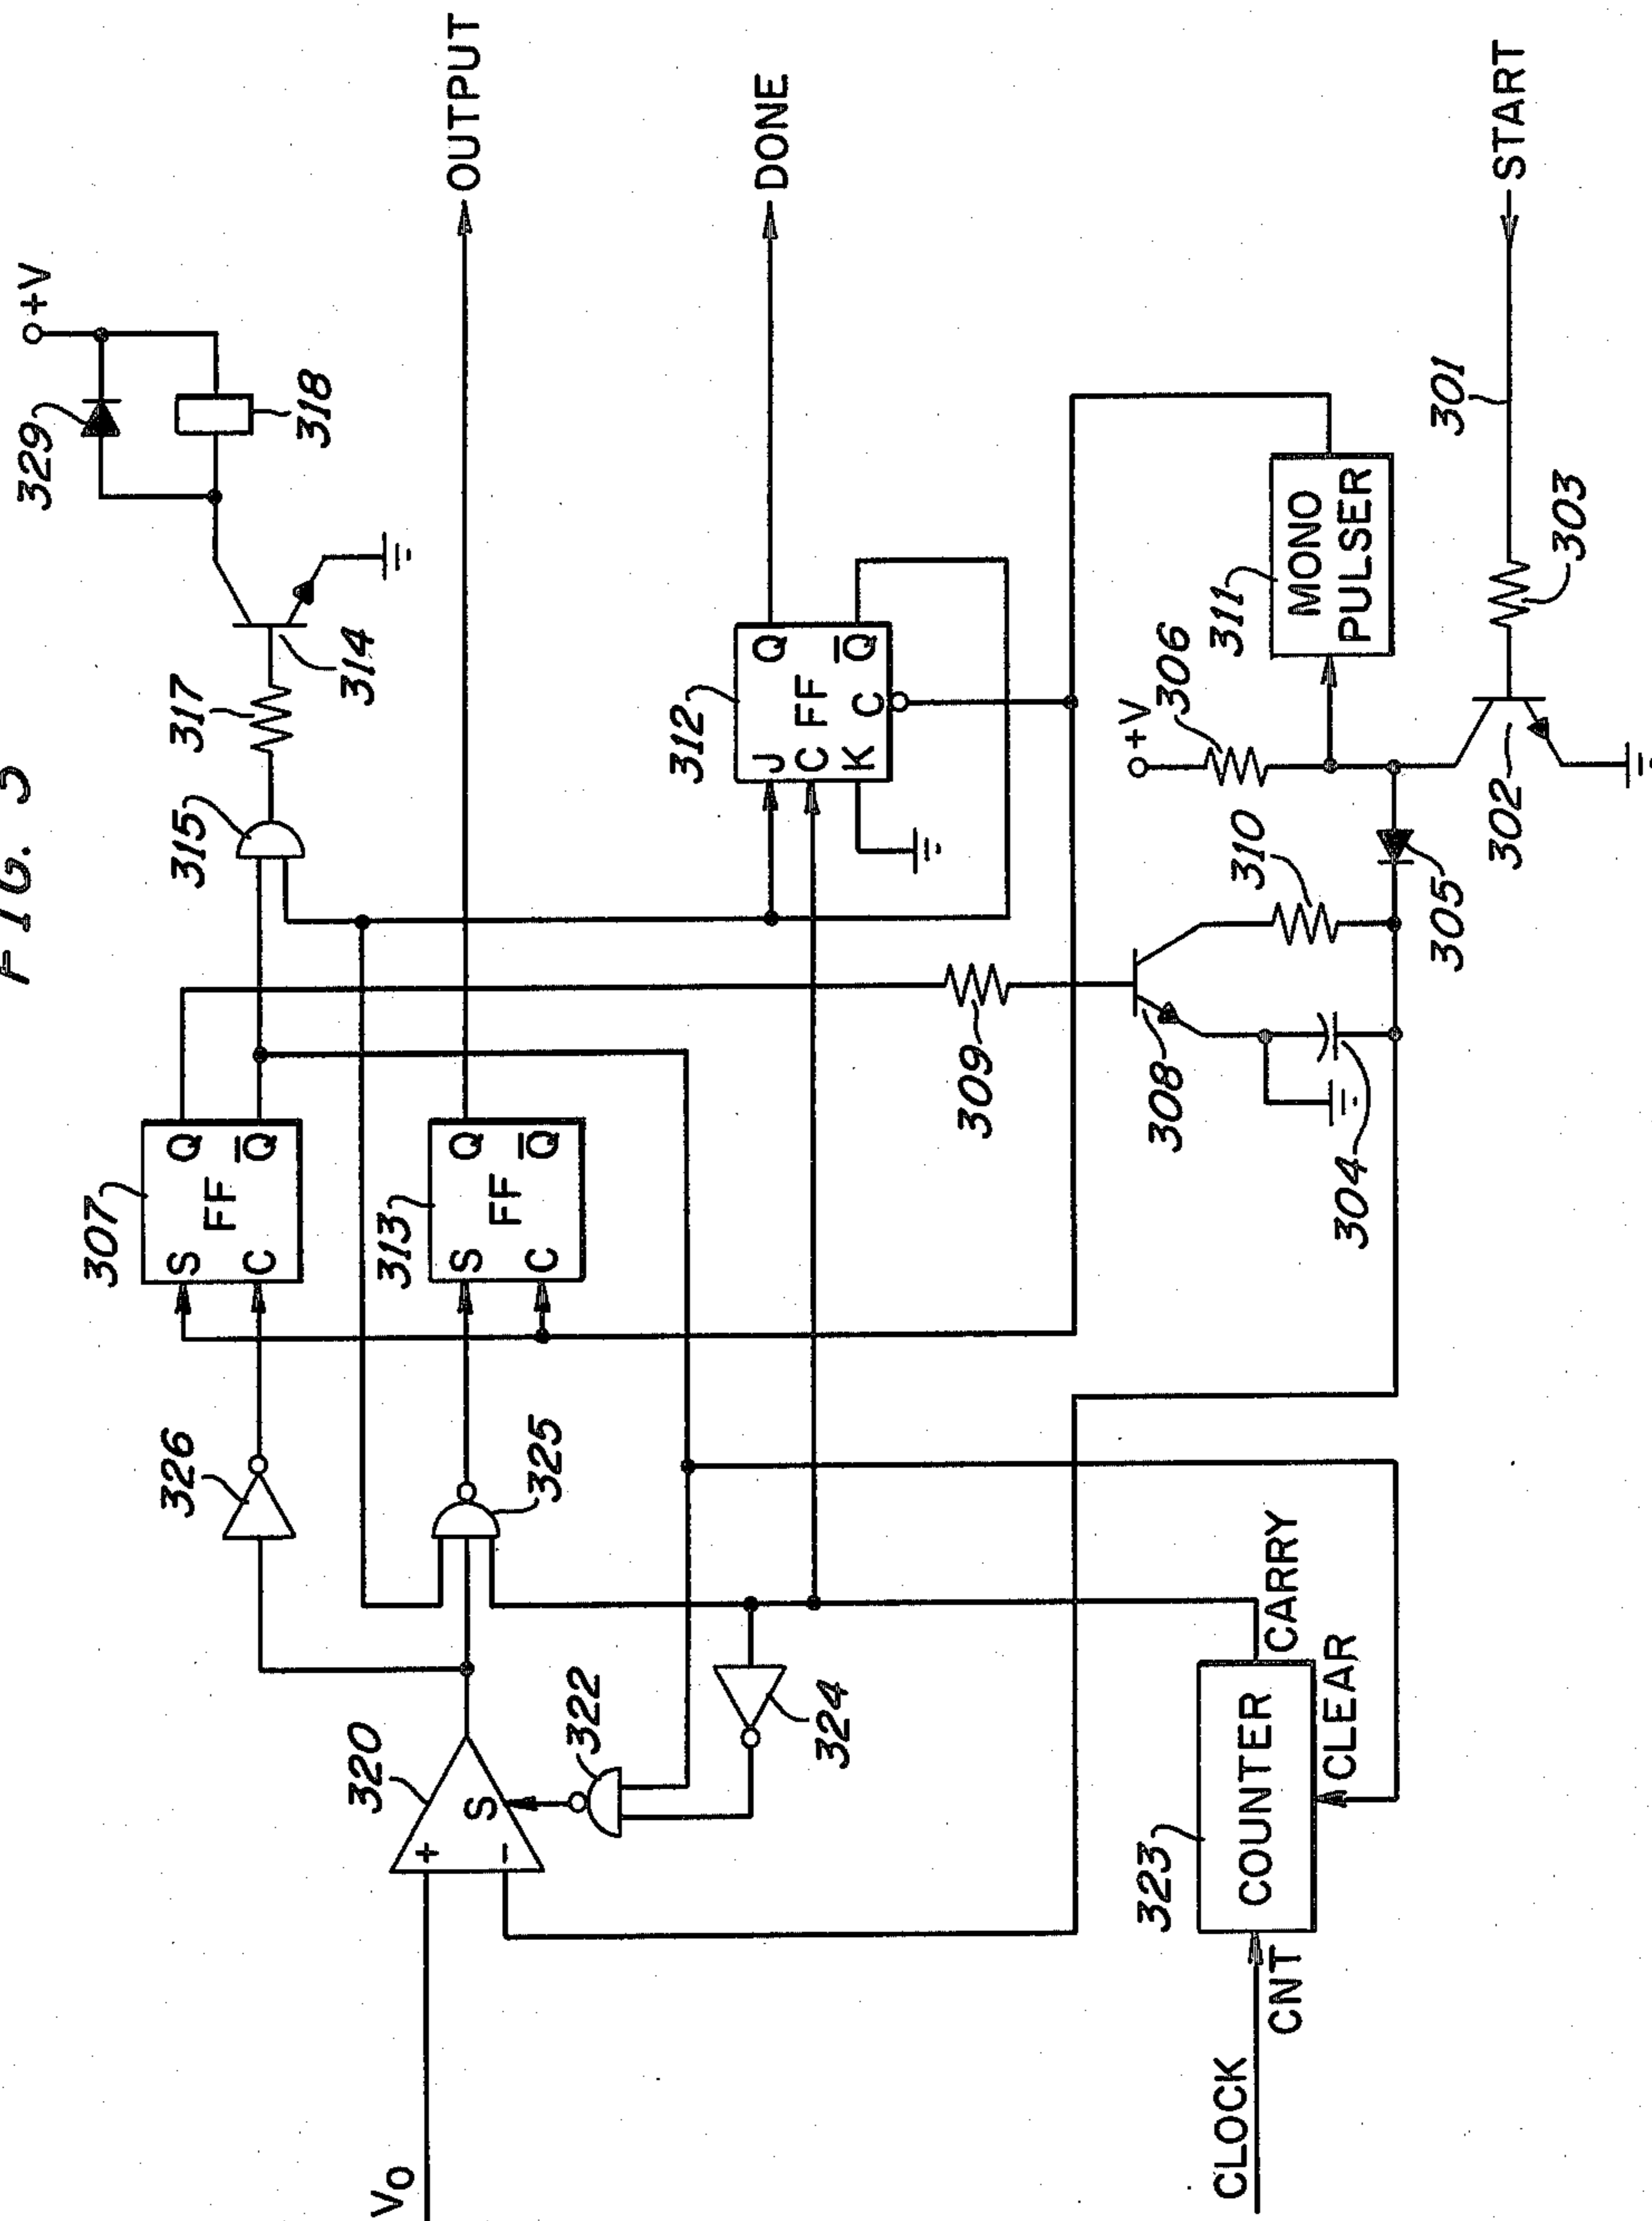 FIG. 3
+V
329
318
OUTPUT
317
314
315
307
S
C
FF
Q
Q̅
326
313
S
C
FF
Q
Q̅
325
DONE
312
J
C
K
FF
C
Q
Q̅
320
+
-
S
V0
322
324
309
308
304
310
305
+V
306
311
MONO
PULSER
302
303
301
START
323
COUNTER
CARRY
CLEAR
CLOCK
CNT